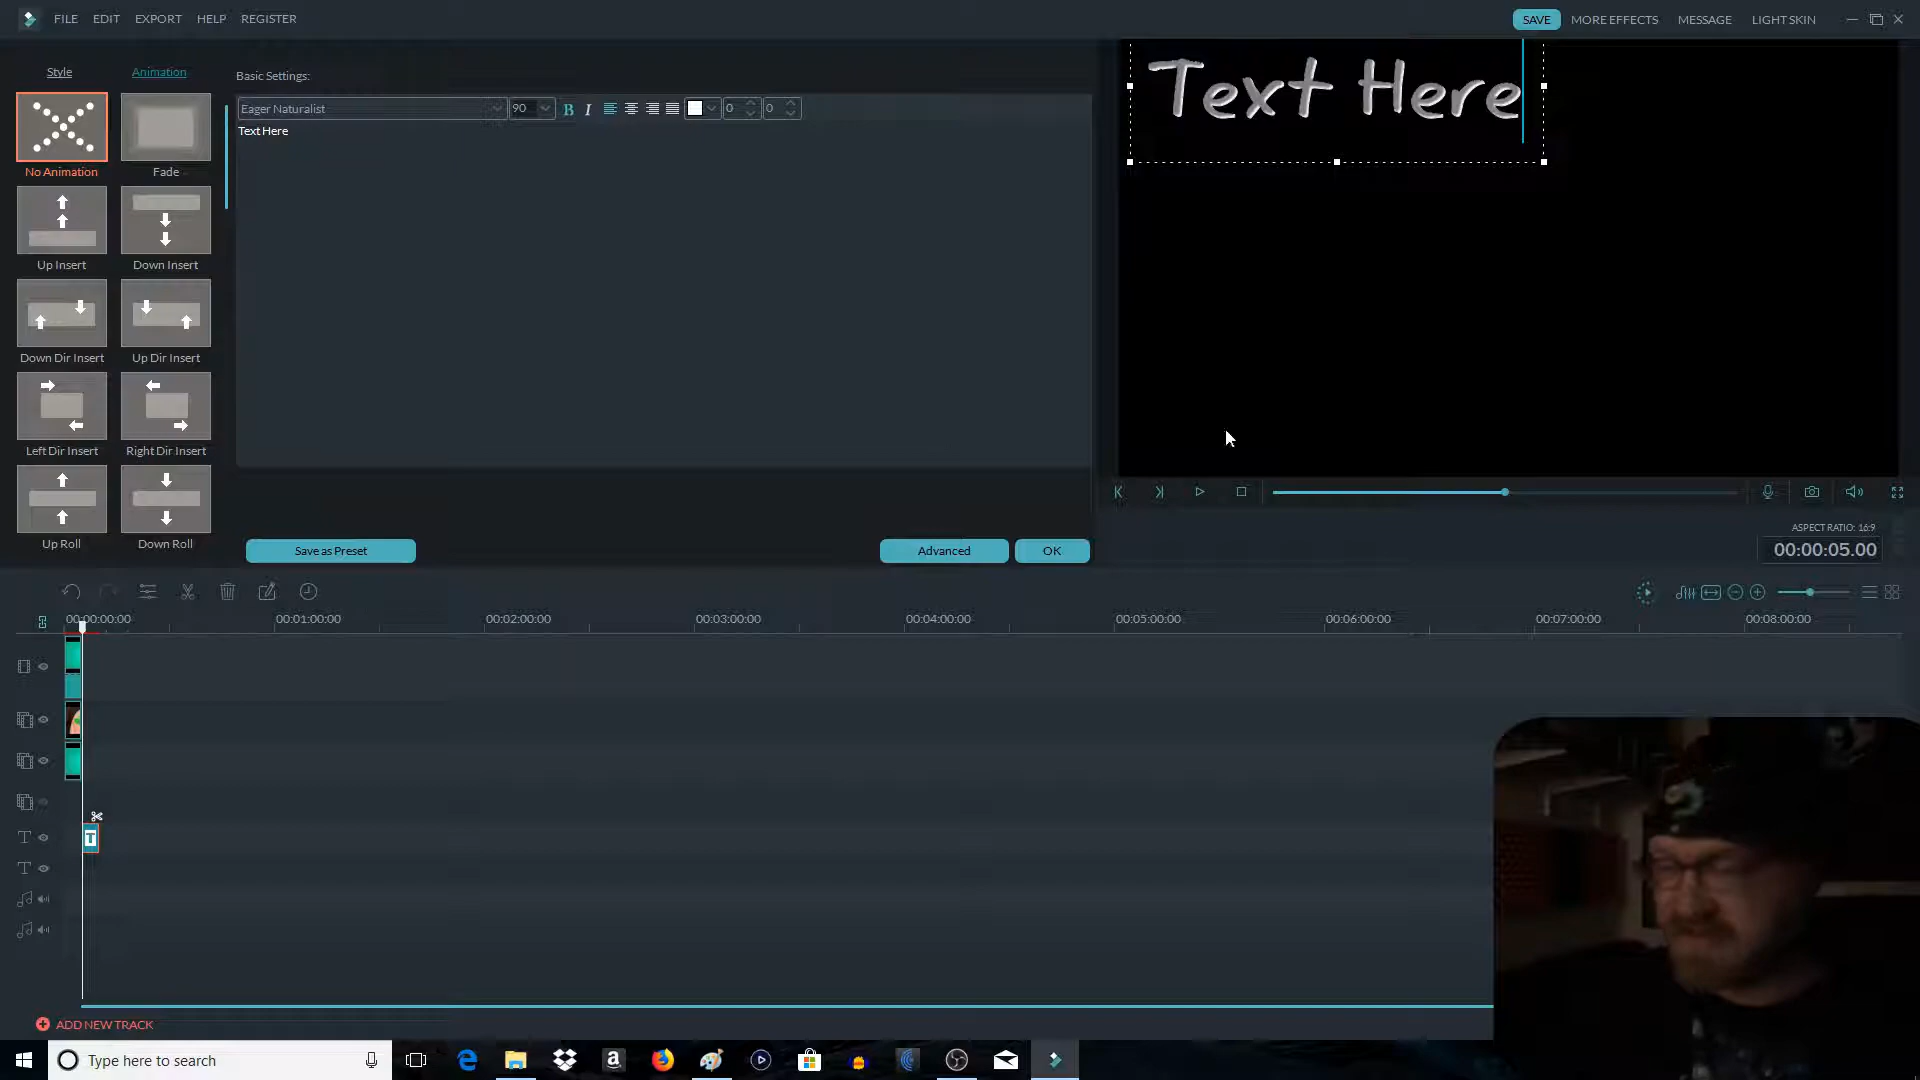 FILE EDIT EXPORT HELP REGISTER
SAVE MORE EFFECTS MESSAGE LIGHT SKIN
Style Animation
Basic Settings:
Eager Naturalist 90 B I 0 0
Text Here
Text Here
No Animation Fade
Up Insert Down Insert
Down Dir Insert Up Dir Insert
Left Dir Insert Right Dir Insert
Up Roll Down Roll
Save as Preset Advanced OK
ASPECT RATIO: 16:9
00:00:05.00
00:00:00:00 00:01:00:00 00:02:00:00 00:03:00:00 00:04:00:00 00:05:00:00 00:06:00:00 00:07:00:00 00:08:00:00
T
T
T
ADD NEW TRACK
Type here to search